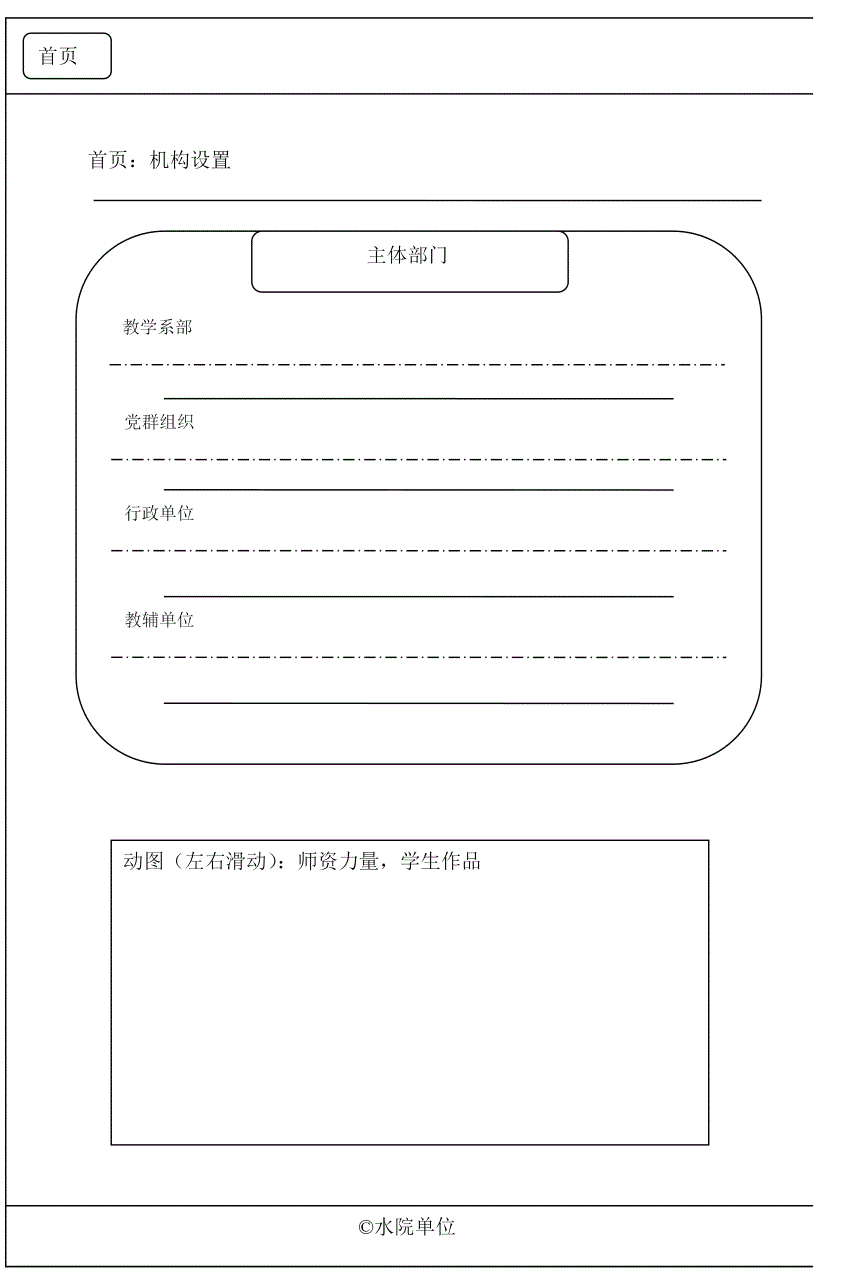 首页
首页：机构设置
主体部门
教学系部
党群组织
行政单位
教辅单位
动图（左右滑动）：师资力量，学生作品
©水院单位